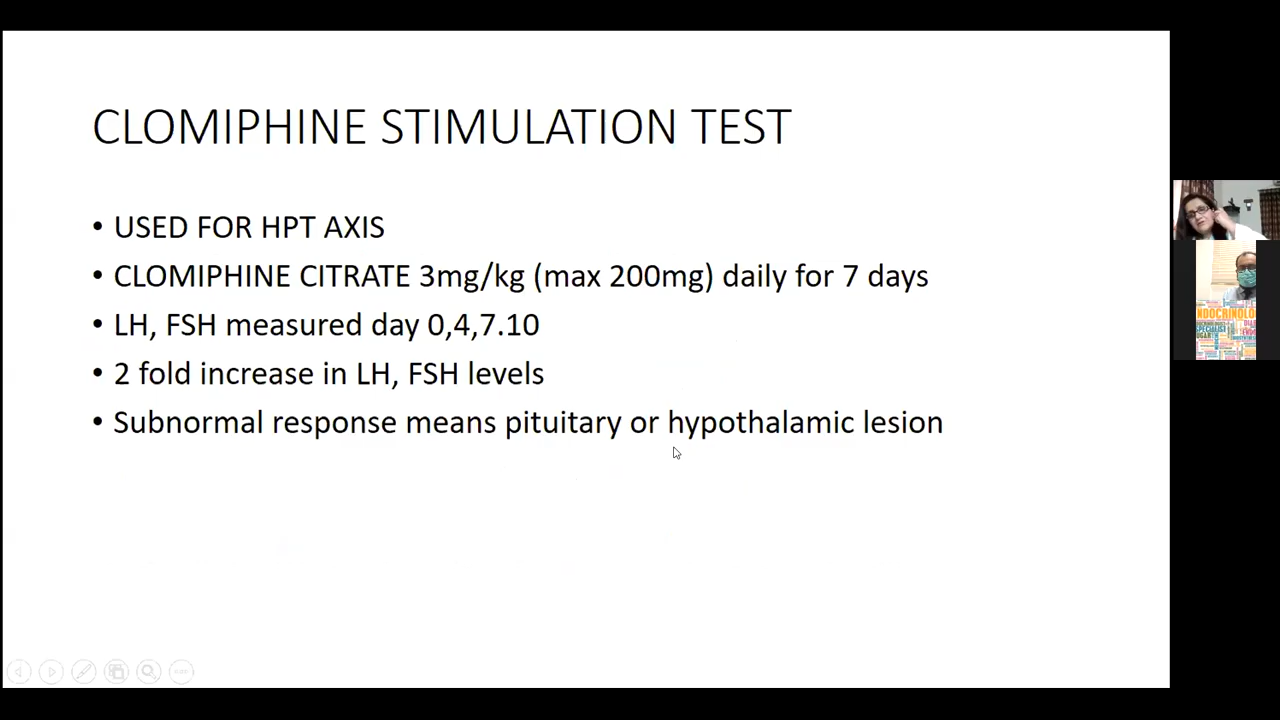 CLOMIPHINE STIMULATION TEST
• USED FOR HPT AXIS
• CLOMIPHINE CITRATE 3mg/kg (max 200mg) daily for 7 days
• LH, FSH measured day 0,4,7.10
• 2 fold increase in LH, FSH levels
• Subnormal response means pituitary or hypothalamic lesion
SPECIALIST